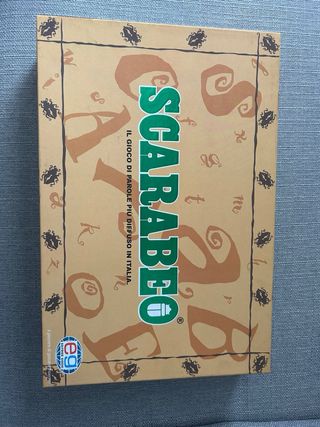 SCARABEO®
IL GIOCO DI PAROLE PIÙ DIFFUSO IN ITALIA.
eg